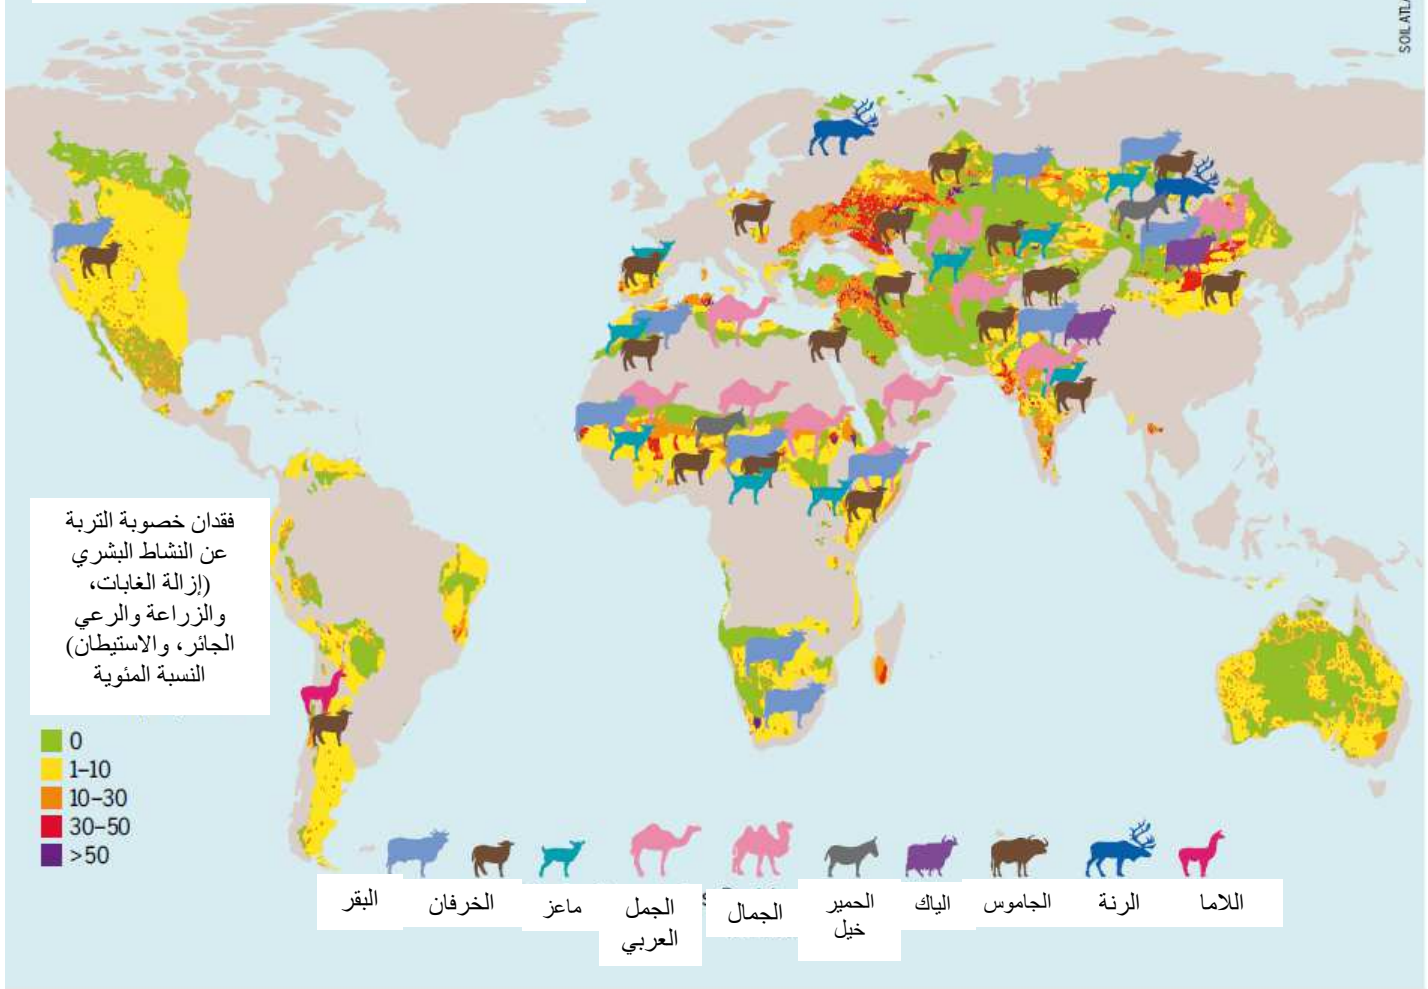 SOIL ATLA
فقدان خصوبة التربة
عن النشاط البشري
(إزالة الغابات،
والزراعة والرعي
الجائر، والاستيطان)
النسبة المئوية
0
1–10
10–30
30–50
>50
البقر
الخرفان
ماعز
الجمل
العربي
الجمال
الحمير
خيل
الياك
الجاموس
الرنة
اللاما